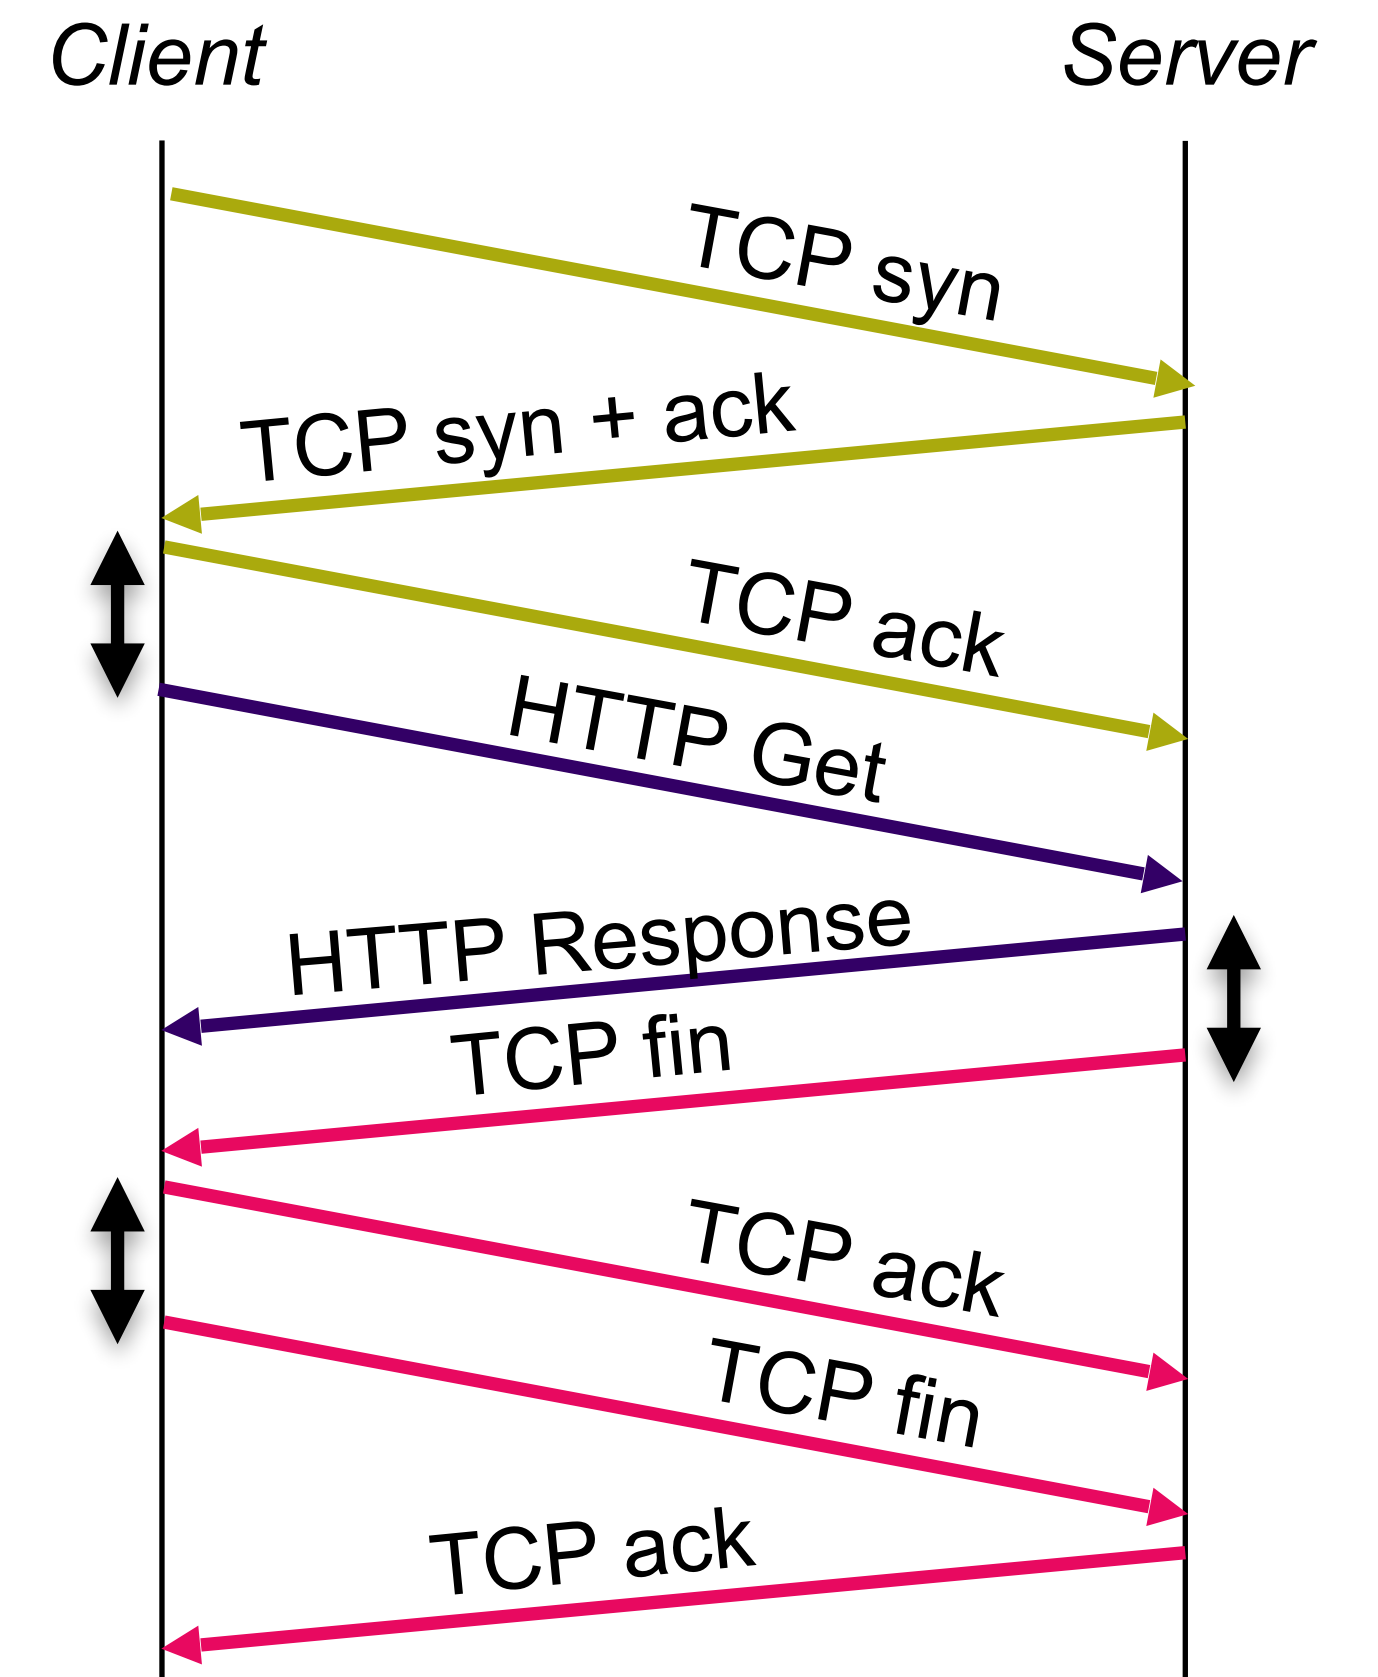 Client
Server
TCP syn
TCP syn + ack
TCP ack
HTTP Get
HTTP Response
TCP fin
TCP ack
TCP fin
TCP ack